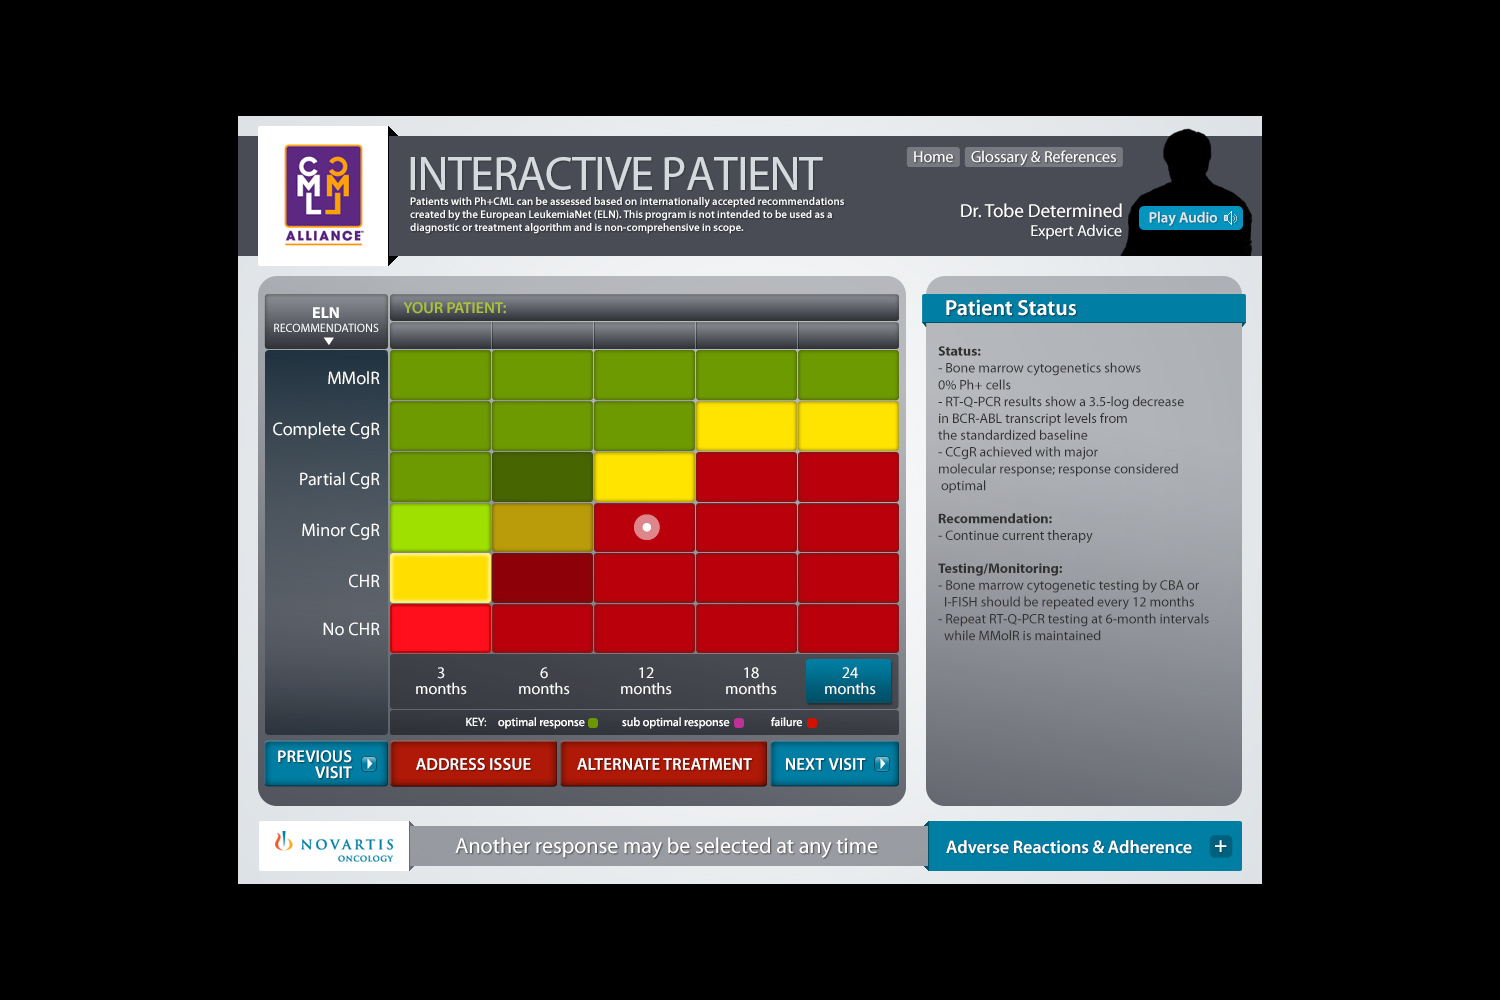 CML CML
ALLIANCE
INTERACTIVE PATIENT
Patients with Ph+CML can be assessed based on internationally accepted recommendations
created by the European LeukemiaNet (ELN). This program is not intended to be used as a
diagnostic or treatment algorithm and is non-comprehensive in scope.
Home
Glossary & References
Dr. Tobe Determined
Expert Advice
Play Audio
ELN
RECOMMENDATIONS
YOUR PATIENT:
MMolR
Complete CgR
Partial CgR
Minor CgR
CHR
No CHR
3 months
6 months
12 months
18 months
24 months
KEY: optimal response sub optimal response failure
PREVIOUS
VISIT
ADDRESS ISSUE
ALTERNATE TREATMENT
NEXT VISIT
Patient Status
Status:
- Bone marrow cytogenetics shows
0% Ph+ cells
- RT-Q-PCR results show a 3.5-log decrease
in BCR-ABL transcript levels from
the standardized baseline
- CCgR achieved with major
molecular response; response considered
optimal
Recommendation:
- Continue current therapy
Testing/Monitoring:
- Bone marrow cytogenetic testing by CBA or
I-FISH should be repeated every 12 months
- Repeat RT-Q-PCR testing at 6-month intervals
while MMolR is maintained
NOVARTIS
ONCOLOGY
Another response may be selected at any time
Adverse Reactions & Adherence +